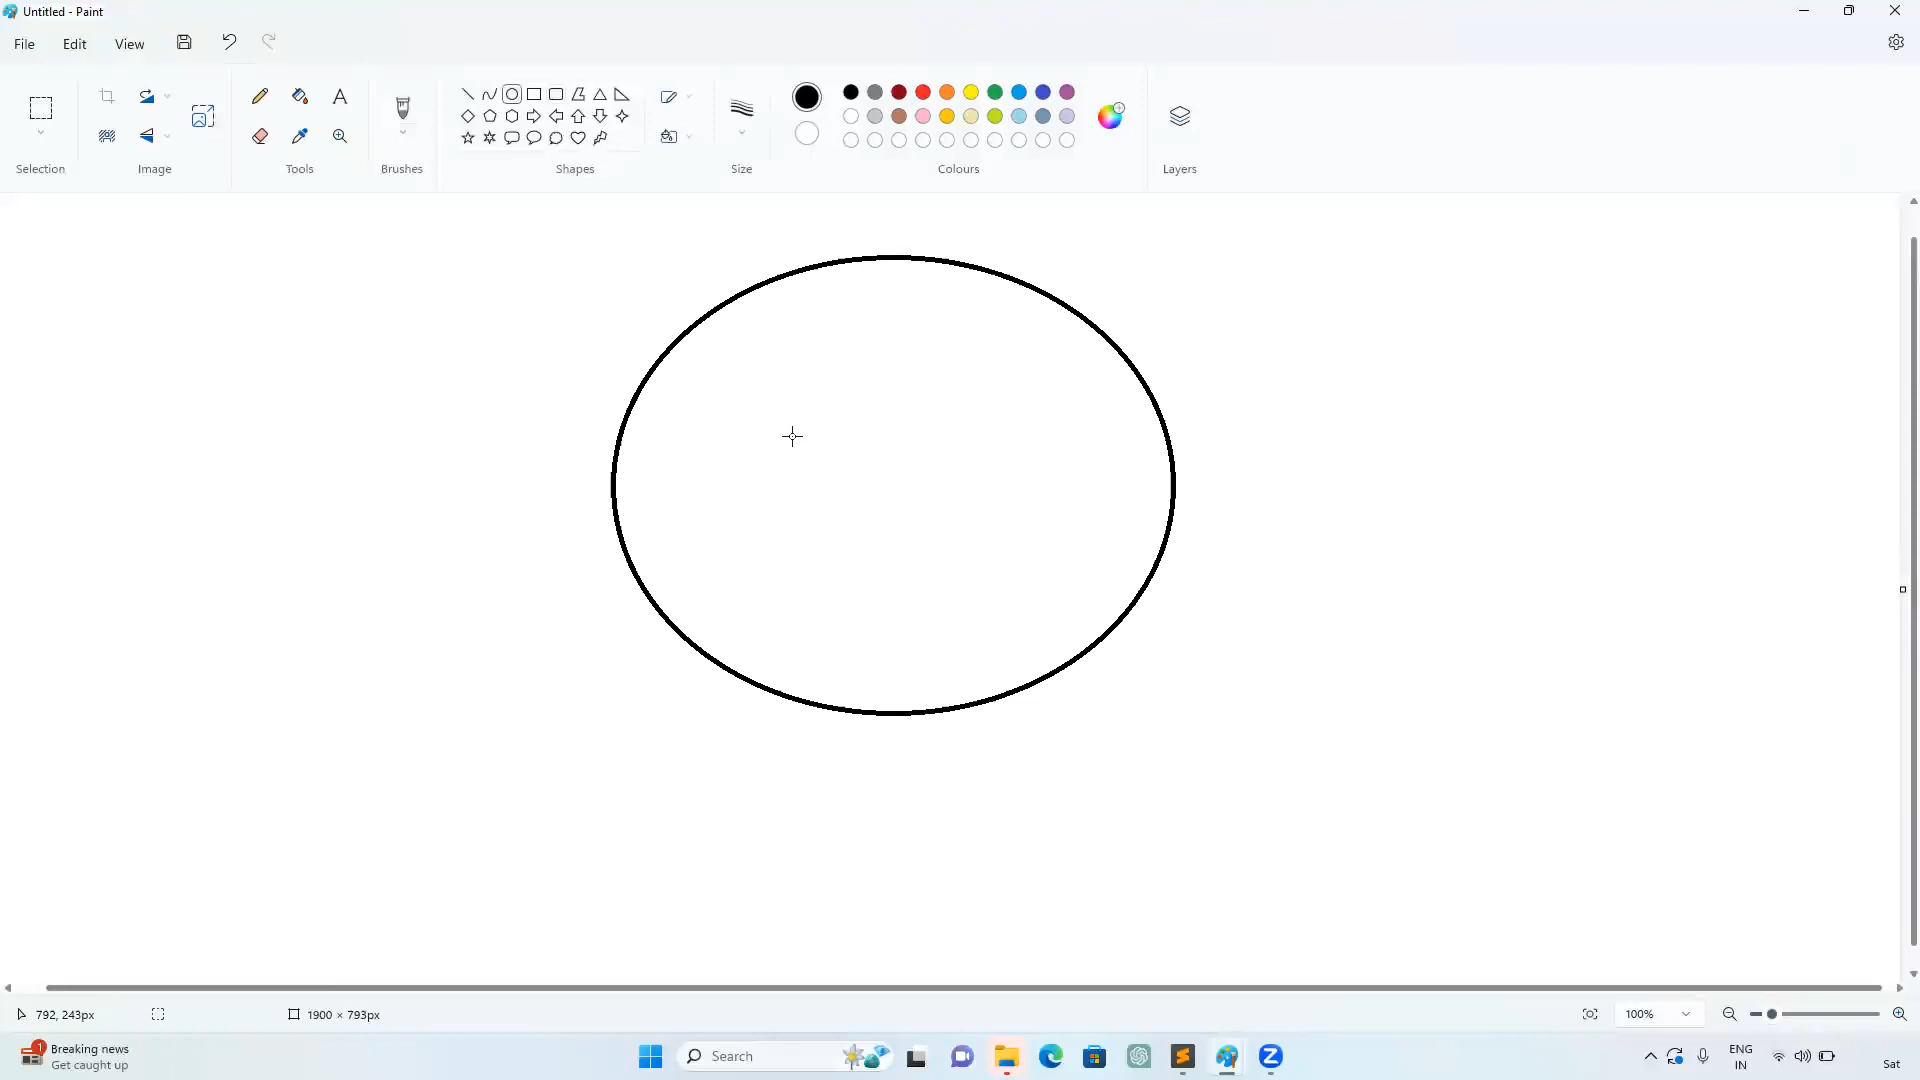 Untitled - Paint
File Edit View
Selection Image Tools Brushes Shapes Size Colours Layers
792, 243px 1900 × 793px 100%
Breaking news
Get caught up
1
Search
ENG
IN
Sat